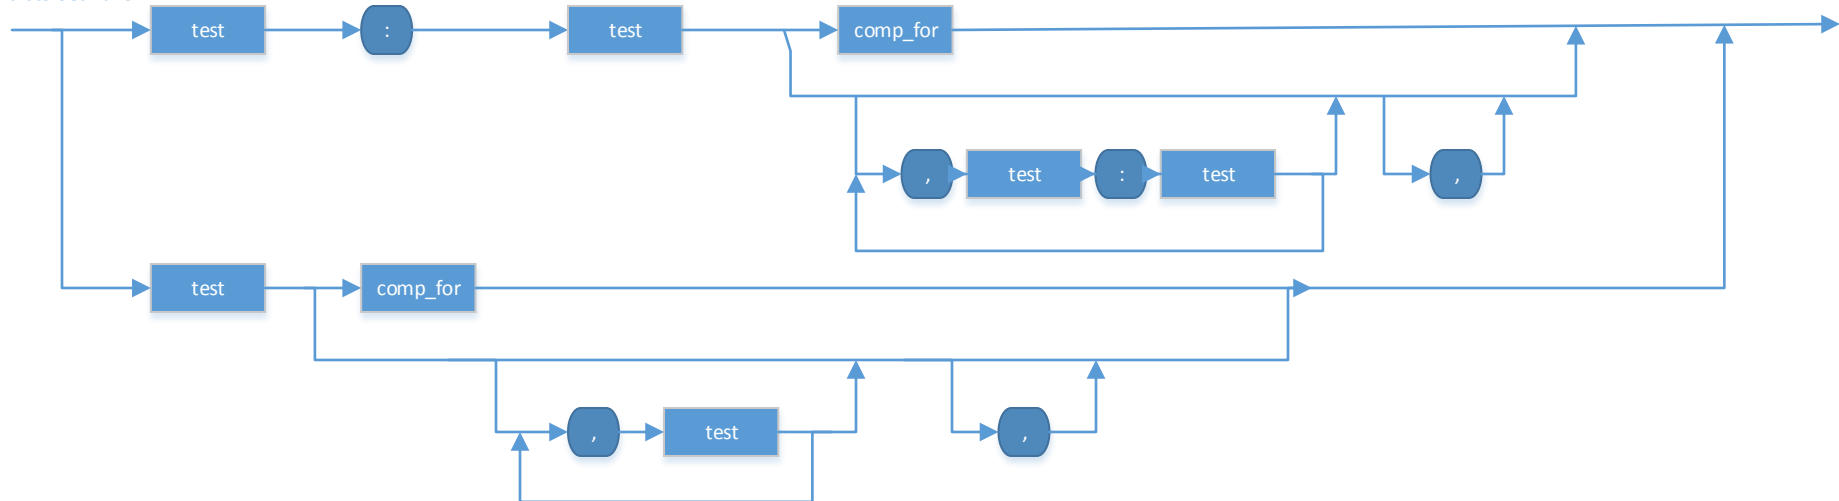 test : test comp_for
, test : test ,
test comp_for
, test ,